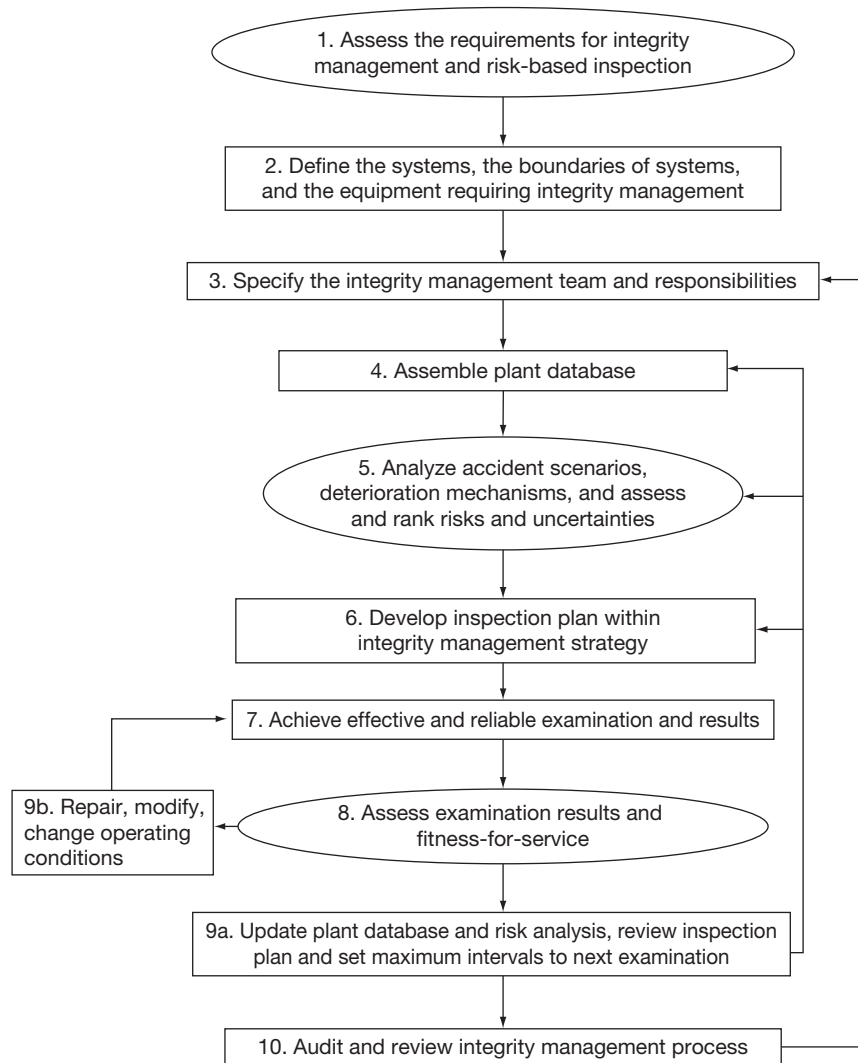 1. Assess the requirements for integrity
management and risk-based inspection
2. Define the systems, the boundaries of systems,
and the equipment requiring integrity management
3. Specify the integrity management team and responsibilities
4. Assemble plant database
5. Analyze accident scenarios,
deterioration mechanisms, and assess
and rank risks and uncertainties
6. Develop inspection plan within
integrity management strategy
7. Achieve effective and reliable examination and results
9b. Repair, modify,
change operating
conditions
8. Assess examination results and
fitness-for-service
9a. Update plant database and risk analysis, review inspection
plan and set maximum intervals to next examination
10. Audit and review integrity management process